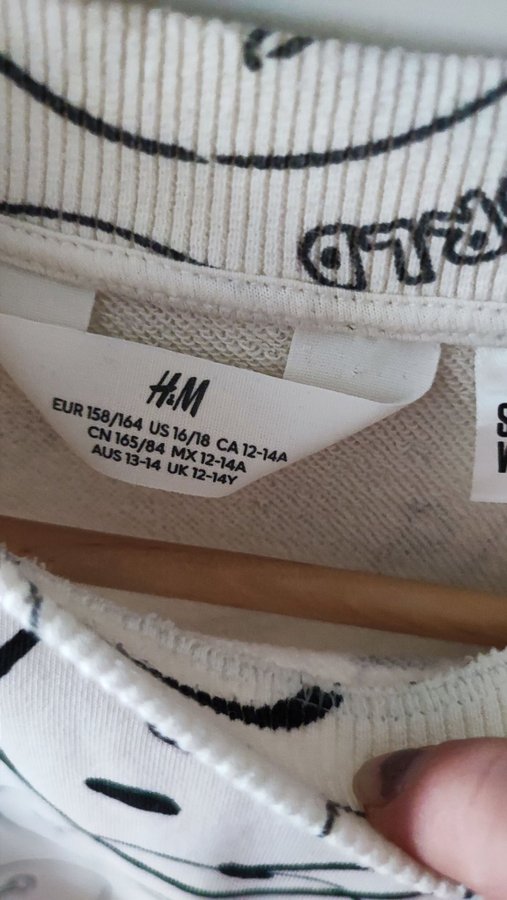 H&M
EUR 158/164 US 16/18 CA 12-14A
CN 165/84 MX 12-14A
AUS 13-14 UK 12-14Y